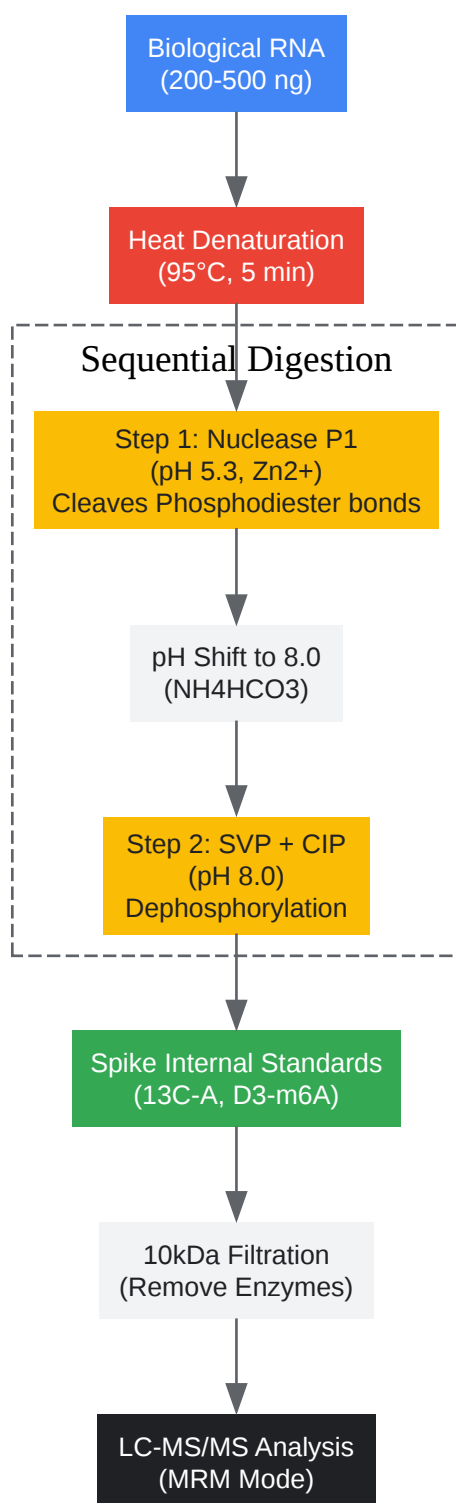 Biological RNA
(200-500 ng)
Heat Denaturation
(95°C, 5 min)
Sequential Digestion
Step 1: Nuclease P1
(pH 5.3, Zn2+)
Cleaves Phosphodiester bonds
pH Shift to 8.0
(NH4HCO3)
Step 2: SVP + CIP
(pH 8.0)
Dephosphorylation
Spike Internal Standards
(13C-A, D3-m6A)
10kDa Filtration
(Remove Enzymes)
LC-MS/MS Analysis
(MRM Mode)